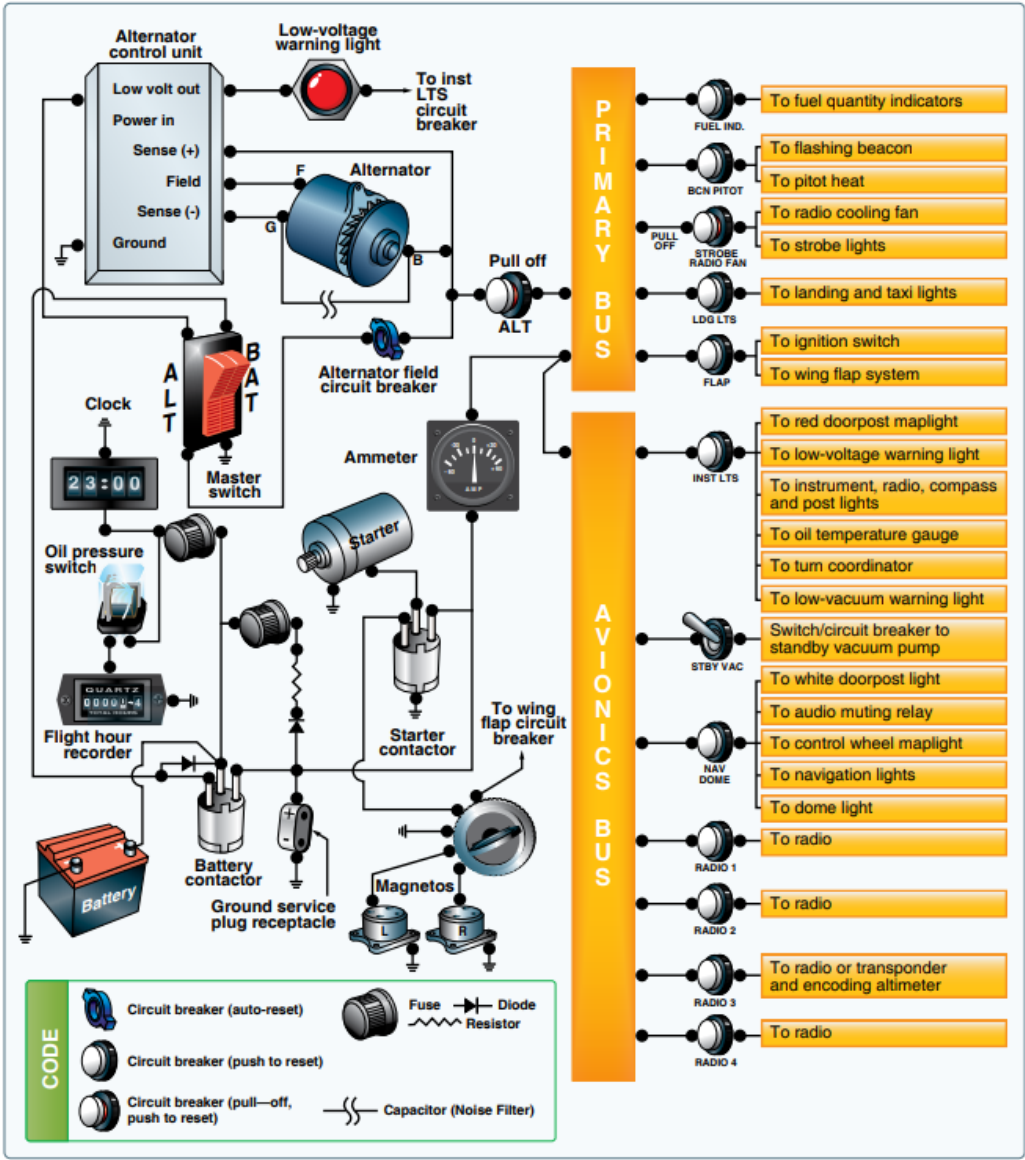 Alternator
control unit
Low volt out
Power in
Sense (+)
Field
Sense (-)
Ground
Low-voltage
warning light
To inst
LTS
circuit
breaker
F
Alternator
G
B
Pull off
ALT
Alternator field
circuit breaker
ALT
BAT
Master
switch
Clock
23:00
Oil pressure
switch
QUARTZ
TOTAL HOURS
Flight hour
recorder
Ammeter
-30
0
+30
-60
+60
AMP
Starter
Starter
contactor
To wing
flap circuit
breaker
Battery
Battery
contactor
Ground service
plug receptacle
+
-
Magnetos
L
R
PRIMARY BUS
FUEL IND.
To fuel quantity indicators
BCN PITOT
To flashing beacon
To pitot heat
PULL
OFF
STROBE
RADIO FAN
To radio cooling fan
To strobe lights
LDG LTS
To landing and taxi lights
FLAP
To ignition switch
To wing flap system
AVIONICS BUS
INST LTS
To red doorpost maplight
To low-voltage warning light
To instrument, radio, compass
and post lights
To oil temperature gauge
To turn coordinator
To low-vacuum warning light
STBY VAC
Switch/circuit breaker to
standby vacuum pump
NAV
DOME
To white doorpost light
To audio muting relay
To control wheel maplight
To navigation lights
To dome light
RADIO 1
To radio
RADIO 2
To radio
RADIO 3
To radio or transponder
and encoding altimeter
RADIO 4
To radio
CODE
Circuit breaker (auto-reset)
Circuit breaker (push to reset)
Circuit breaker (pull—off,
push to reset)
Fuse
Diode
Resistor
Capacitor (Noise Filter)